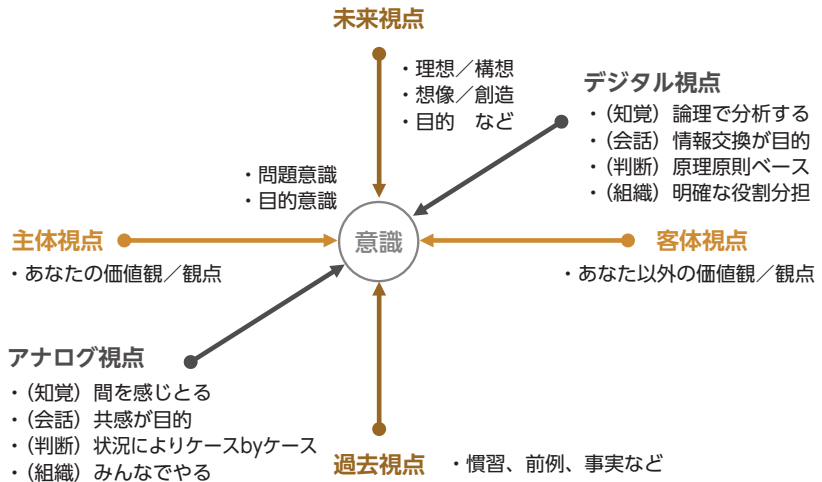 未来視点
・理想／構想
・想像／創造
・目的　など
デジタル視点
・（知覚）論理で分析する
・（会話）情報交換が目的
・（判断）原理原則ベース
・（組織）明確な役割分担
・問題意識
・目的意識
主体視点
・あなたの価値観／観点
意識
客体視点
・あなた以外の価値観／観点
アナログ視点
・（知覚）間を感じとる
・（会話）共感が目的
・（判断）状況によりケースbyケース
・（組織）みんなでやる
過去視点
・慣習、前例、事実など